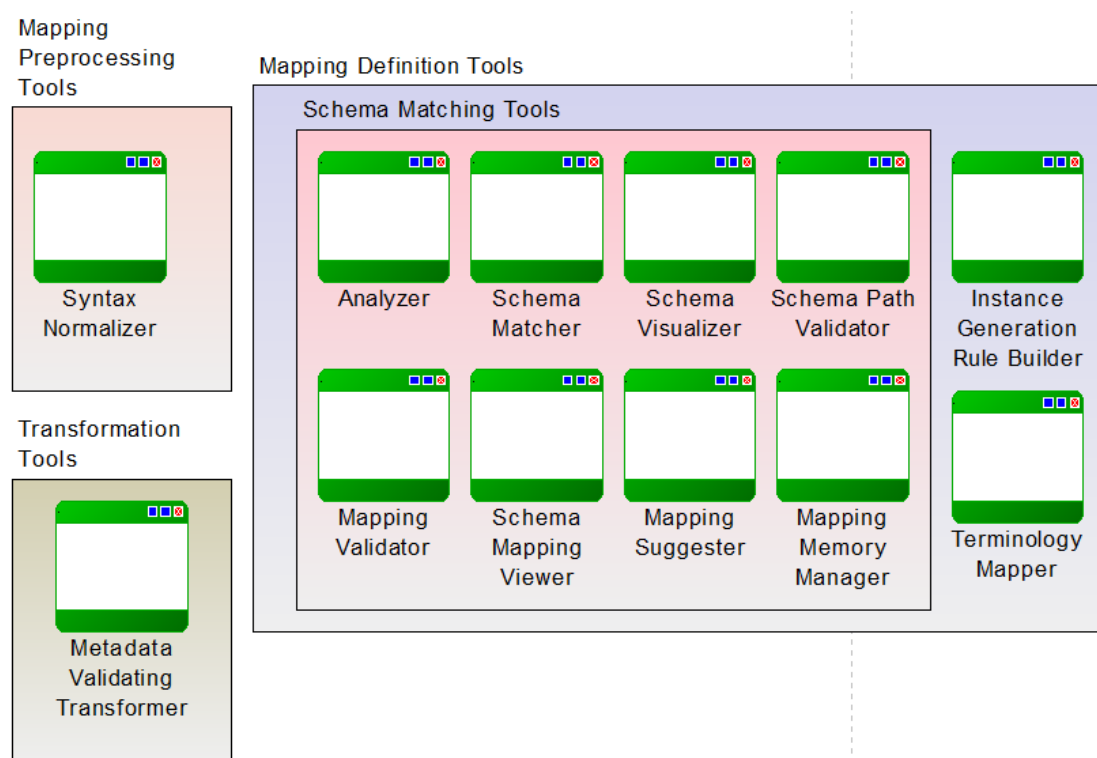 Mapping
Preprocessing
Tools
Syntax
Normalizer
Transformation
Tools
Metadata
Validating
Transformer
Mapping Definition Tools
Schema Matching Tools
Analyzer
Schema
Matcher
Schema
Visualizer
Schema Path
Validator
Mapping
Validator
Schema
Mapping
Viewer
Mapping
Suggester
Mapping
Memory
Manager
Instance
Generation
Rule Builder
Terminology
Mapper